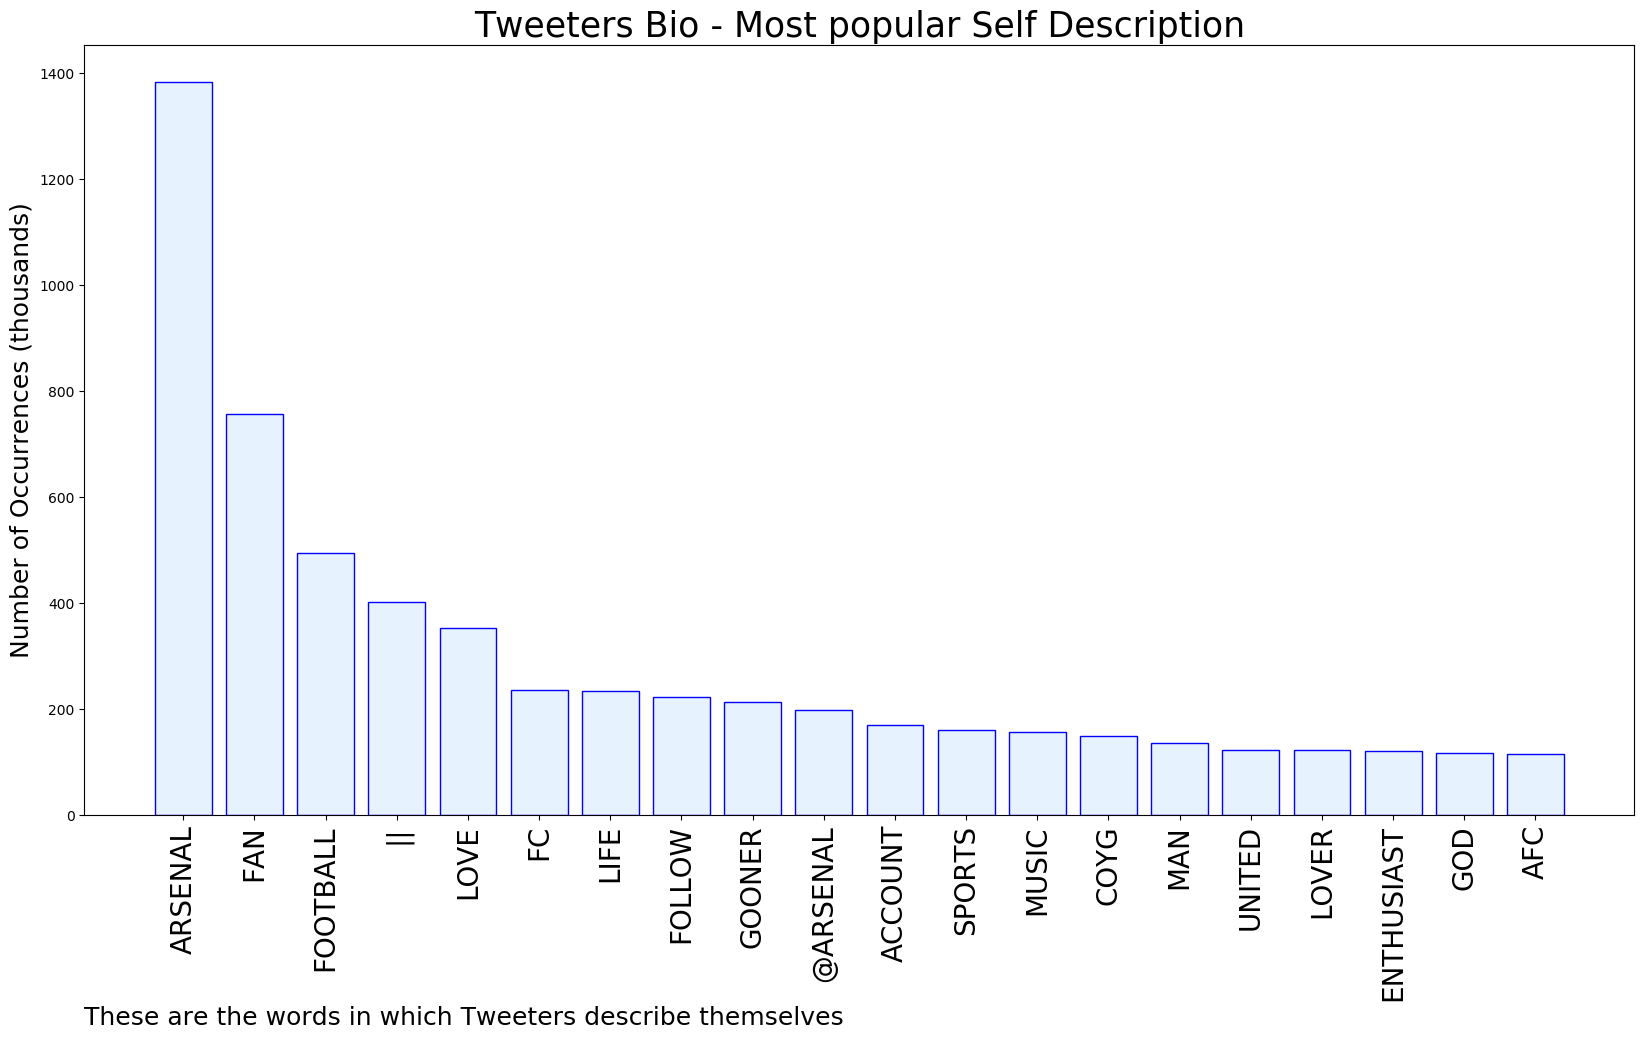 Tweeters Bio - Most popular Self Description
Number of Occurrences (thousands)
1400
1200
1000
800
600
400
200
0
ARSENAL
FAN
FOOTBALL
||
LOVE
FC
LIFE
FOLLOW
GOONER
@ARSENAL
ACCOUNT
SPORTS
MUSIC
COYG
MAN
UNITED
LOVER
ENTHUSIAST
GOD
AFC
These are the words in which Tweeters describe themselves